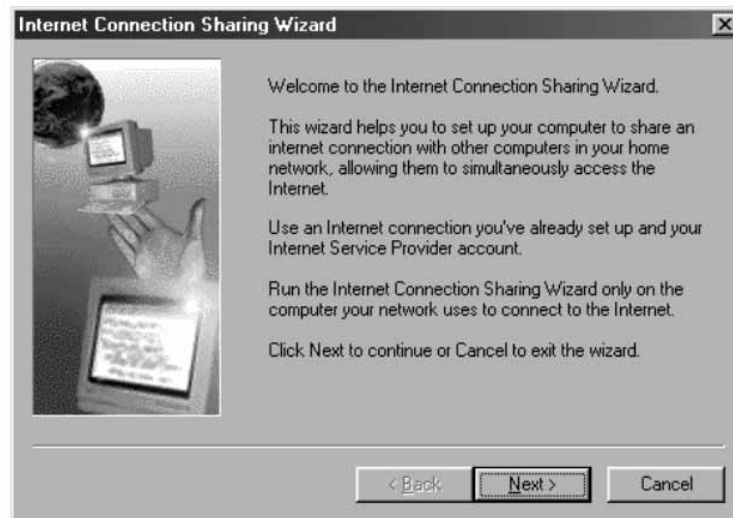 Internet Connection Sharing Wizard
Welcome to the Internet Connection Sharing Wizard.
This wizard helps you to set up your computer to share an
internet connection with other computers in your home
network, allowing them to simultaneously access the
Internet.
Use an Internet connection you've already set up and your
Internet Service Provider account.
Run the Internet Connection Sharing Wizard only on the
computer your network uses to connect to the Internet.
Click Next to continue or Cancel to exit the wizard.
< Back
Next >
Cancel